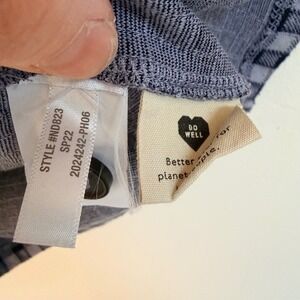 STYLE #ND823
SP22
2024242-PH06
DO
WELL
Better for
planet